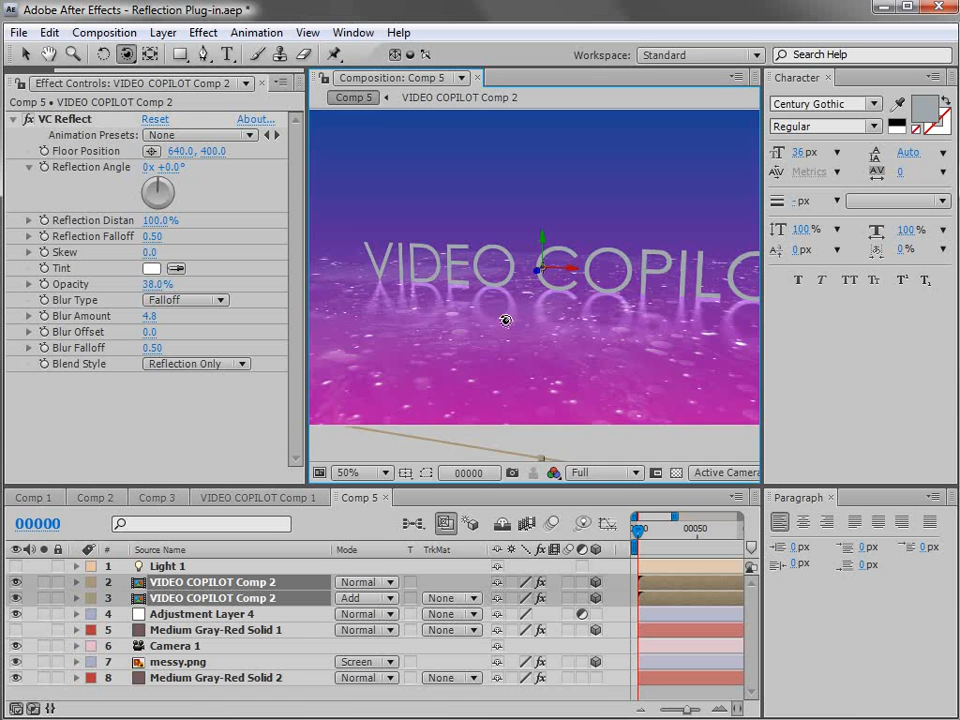 Adobe After Effects - Reflection Plug-in.aep *
File Edit Composition Layer Effect Animation View Window Help
Workspace: Standard Search Help
Effect Controls: VIDEO COPILOT Comp 2
Comp 5 • VIDEO COPILOT Comp 2
fx VC Reflect Reset About...
Animation Presets: None
Floor Position 640.0, 400.0
Reflection Angle 0x +0.0°
Reflection Distan 100.0%
Reflection Falloff 0.50
Skew 0.0
Tint
Opacity 38.0%
Blur Type Falloff
Blur Amount 4.8
Blur Offset 0.0
Blur Falloff 0.50
Blend Style Reflection Only
Composition: Comp 5
Comp 5 VIDEO COPILOT Comp 2
VIDEO COPILO
50% 00000 Full Active Camera
Character
Century Gothic
Regular
36 px Auto
Metrics 0
- px
100 % 100 %
0 px 0 %
T T TT Tr T¹ T₁
Comp 1 Comp 2 Comp 3 VIDEO COPILOT Comp 1 Comp 5
00000
00050
# Source Name Mode T TrkMat
1 Light 1
2 VIDEO COPILOT Comp 2 Normal
3 VIDEO COPILOT Comp 2 Add None
4 Adjustment Layer 4 Normal None
5 Medium Gray-Red Solid 1 Normal None
6 Camera 1
7 messy.png Screen None
8 Medium Gray-Red Solid 2 Normal None
Paragraph
0 px 0 px 0 px
0 px 0 px